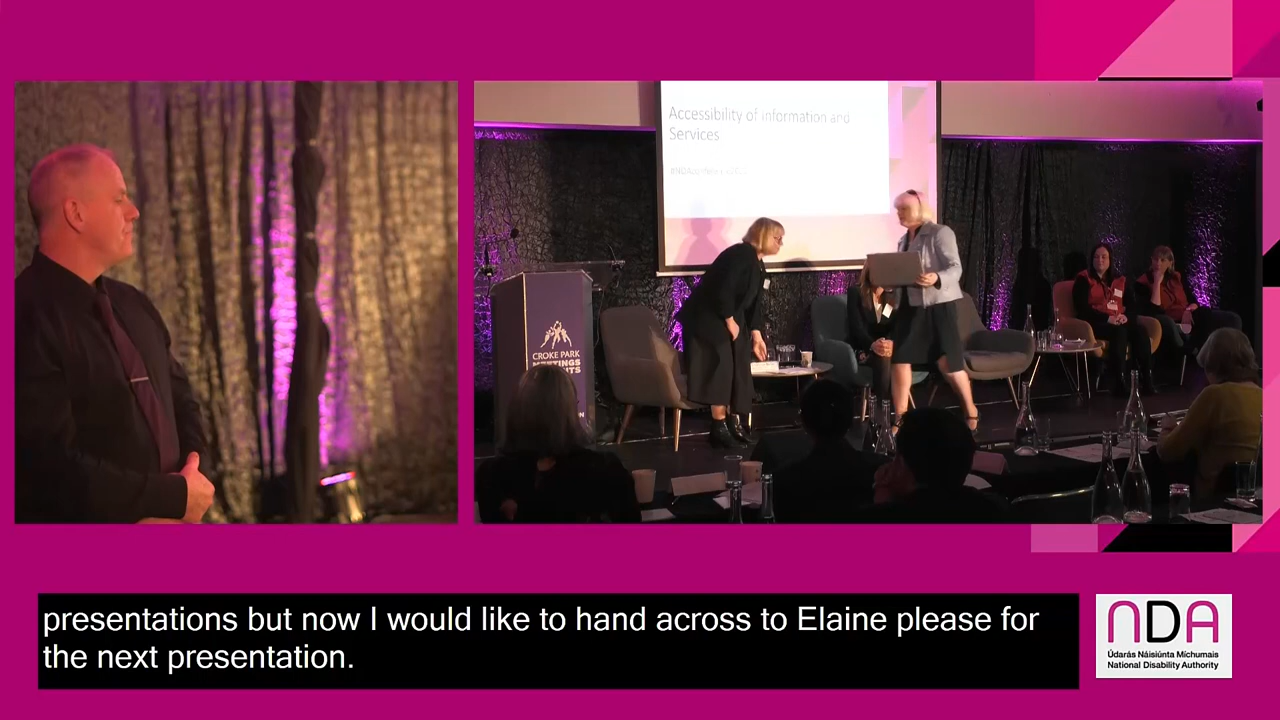 Accessibility of Information and
Services
CROKE PARK
MEETINGS
presentations but now I would like to hand across to Elaine please for
the next presentation.
NDA
Údarás Náisiúnta Míchumais
National Disability Authority